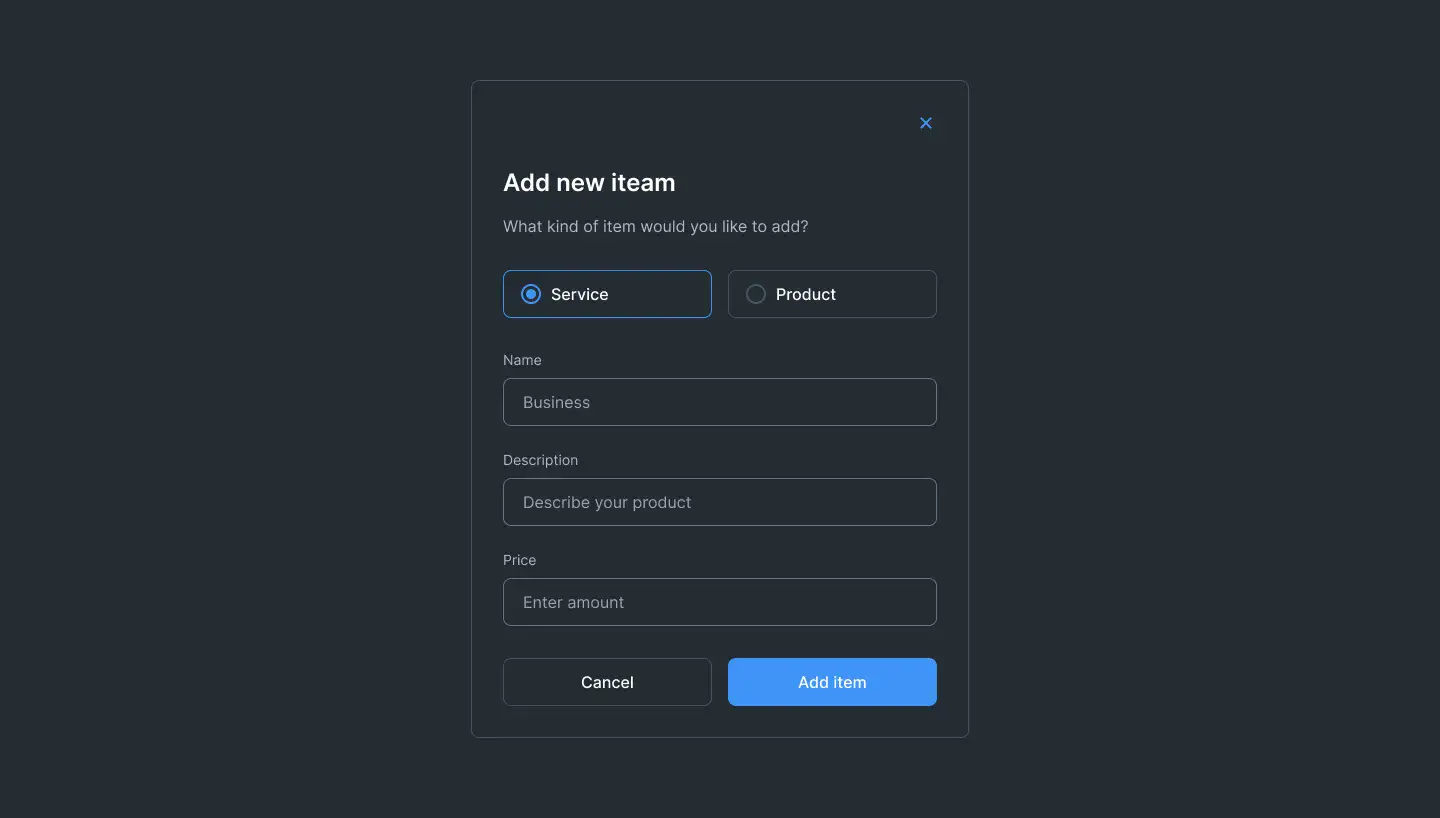 Add new iteam
What kind of item would you like to add?
Service
Product
Name
Business
Description
Describe your product
Price
Enter amount
Cancel
Add item